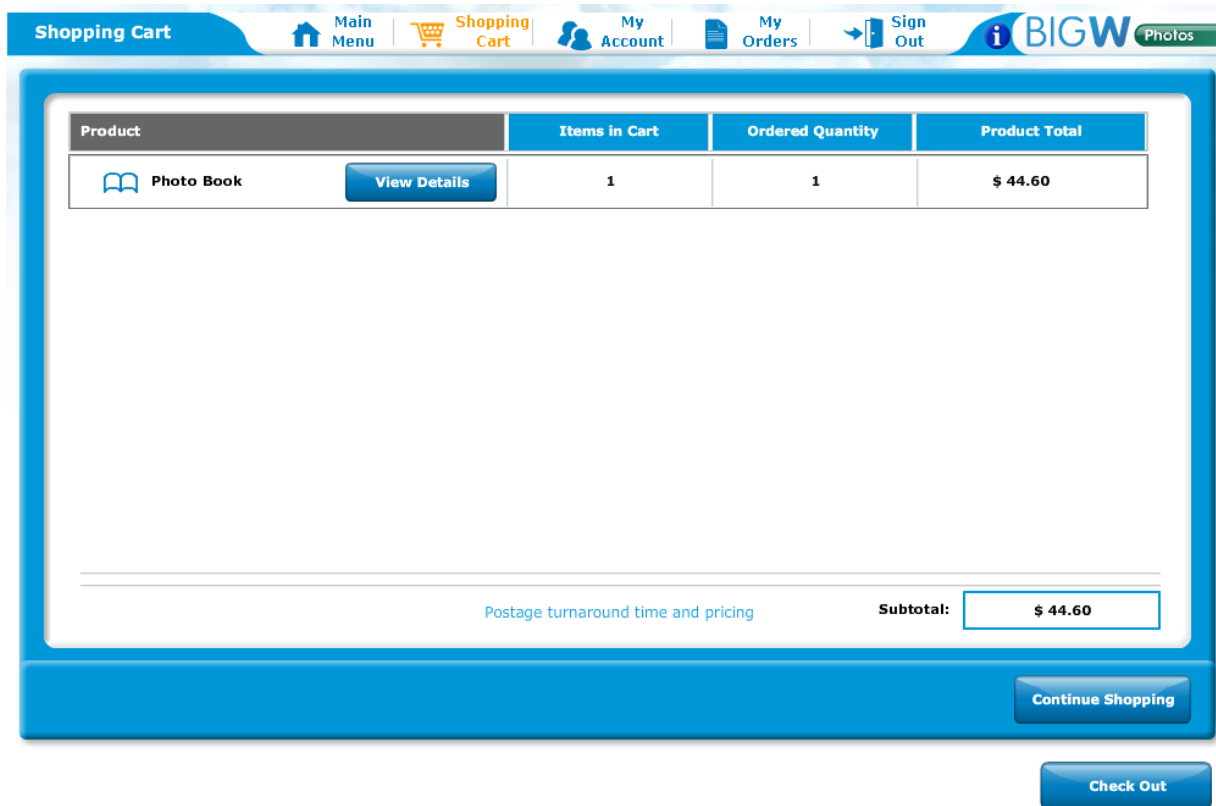 Shopping Cart
Main Menu
Shopping Cart
My Account
My Orders
Sign Out
i BIGW Photos
Product Items in Cart Ordered Quantity Product Total
Photo Book View Details 1 1 $ 44.60
Postage turnaround time and pricing Subtotal: $ 44.60
Continue Shopping
Check Out